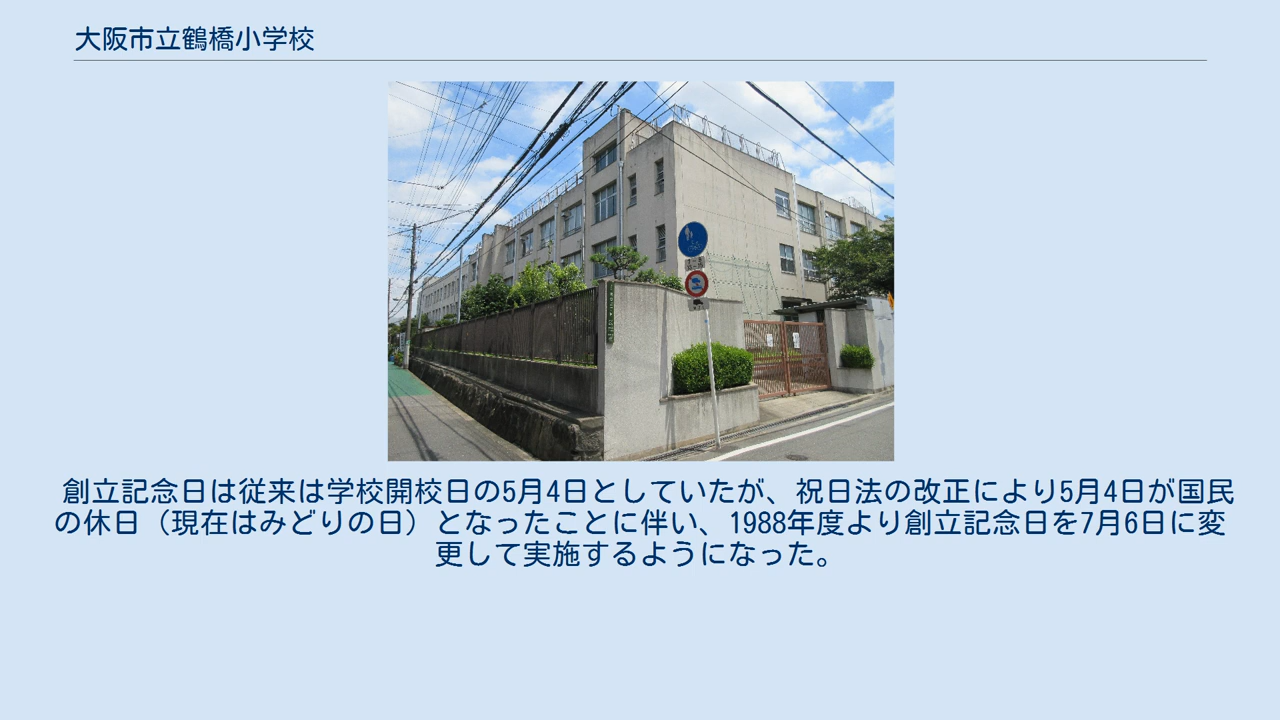 大阪市立鶴橋小学校
創立記念日は従来は学校開校日の5月4日としていたが、祝日法の改正により5月4日が国民
の休日（現在はみどりの日）となったことに伴い、1988年度より創立記念日を7月6日に変
更して実施するようになった。